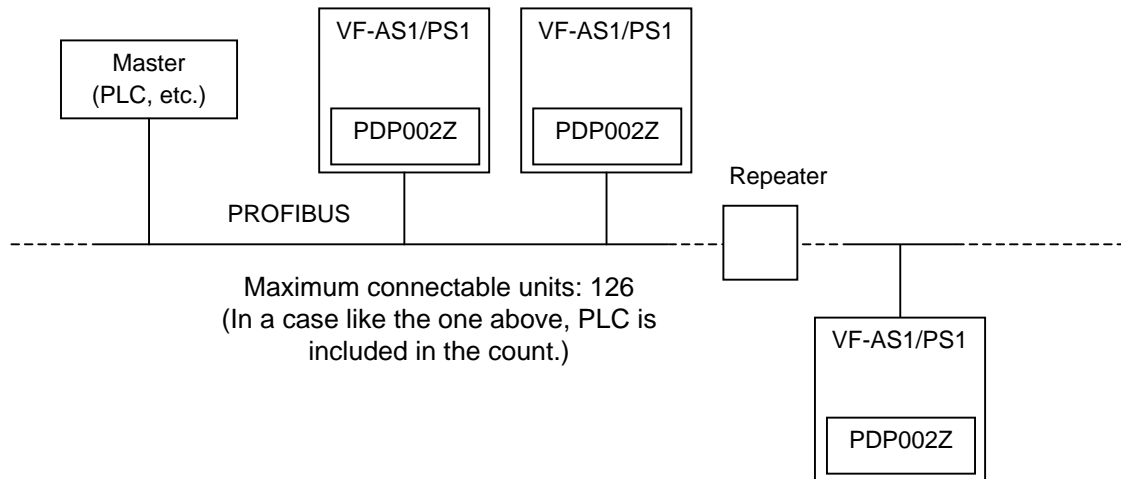 VF-AS1/PS1
VF-AS1/PS1
Master
(PLC, etc.)
PDP002Z
PDP002Z
Repeater
PROFIBUS
Maximum connectable units: 126
(In a case like the one above, PLC is
included in the count.)
VF-AS1/PS1
PDP002Z